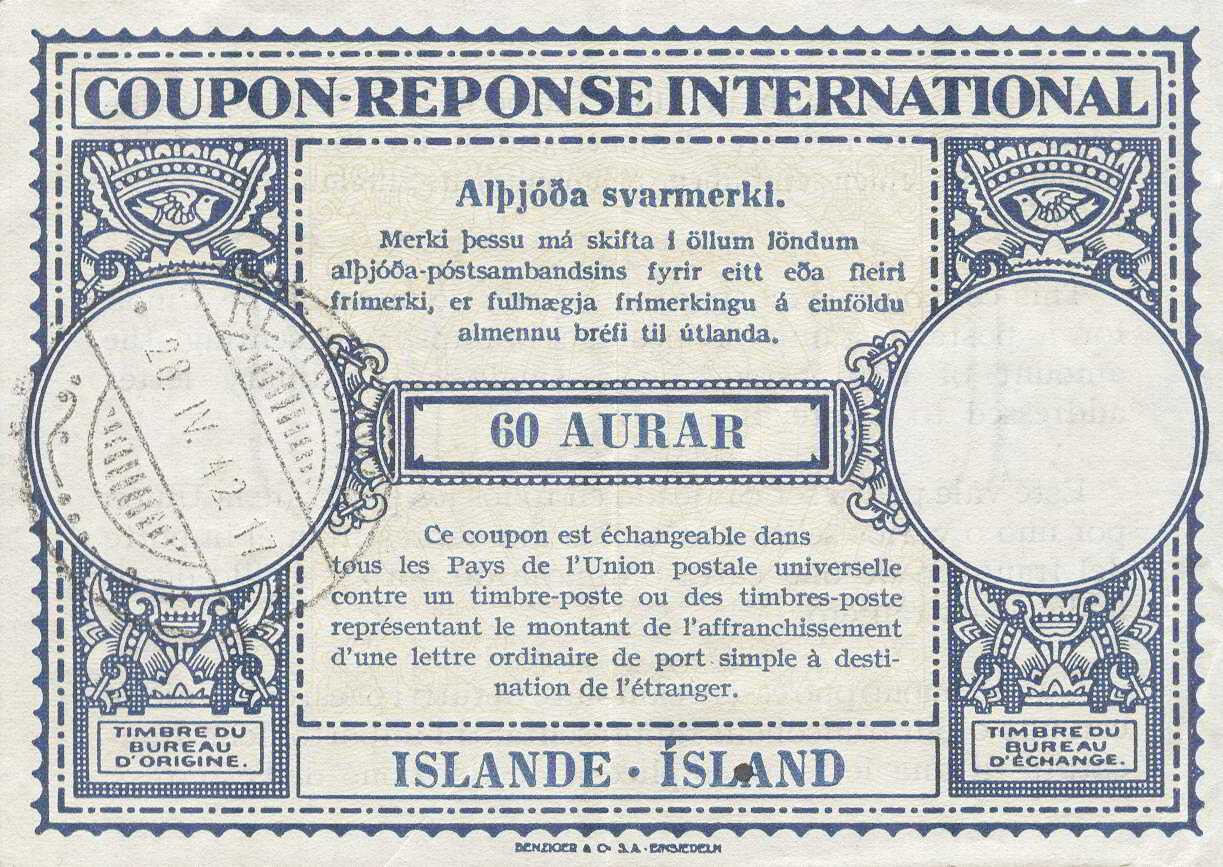 COUPON-REPONSE INTERNATIONAL
Alþjóða svarmerki.
Merki þessu má skifta í öllum löndum
alþjóða-póstsambandsins fyrir eitt eða fleiri
frímerki, er fullnægja frímerkingu á einföldu
almennu bréfi til útlanda.
28. IV. 42. 17
60 AURAR
Ce coupon est échangeable dans
tous les Pays de l'Union postale universelle
contre un timbre-poste ou des timbres-poste
représentant le montant de l'affranchissement
d'une lettre ordinaire de port simple à desti-
nation de l'étranger.
TIMBRE DU
BUREAU
D'ORIGINE.
TIMBRE DU
BUREAU
D'ÉCHANGE.
ISLANDE · ÍSLAND
BENZIGER & Co S.A. - EINSIEDELN